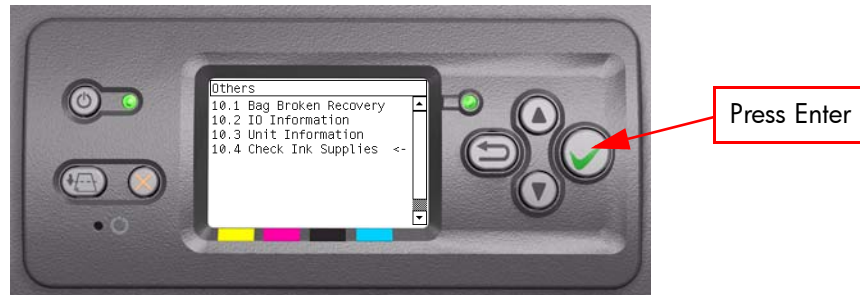 Others
10.1 Bag Broken Recovery
10.2 IO Information
10.3 Unit Information
10.4 Check Ink Supplies <-
Press Enter